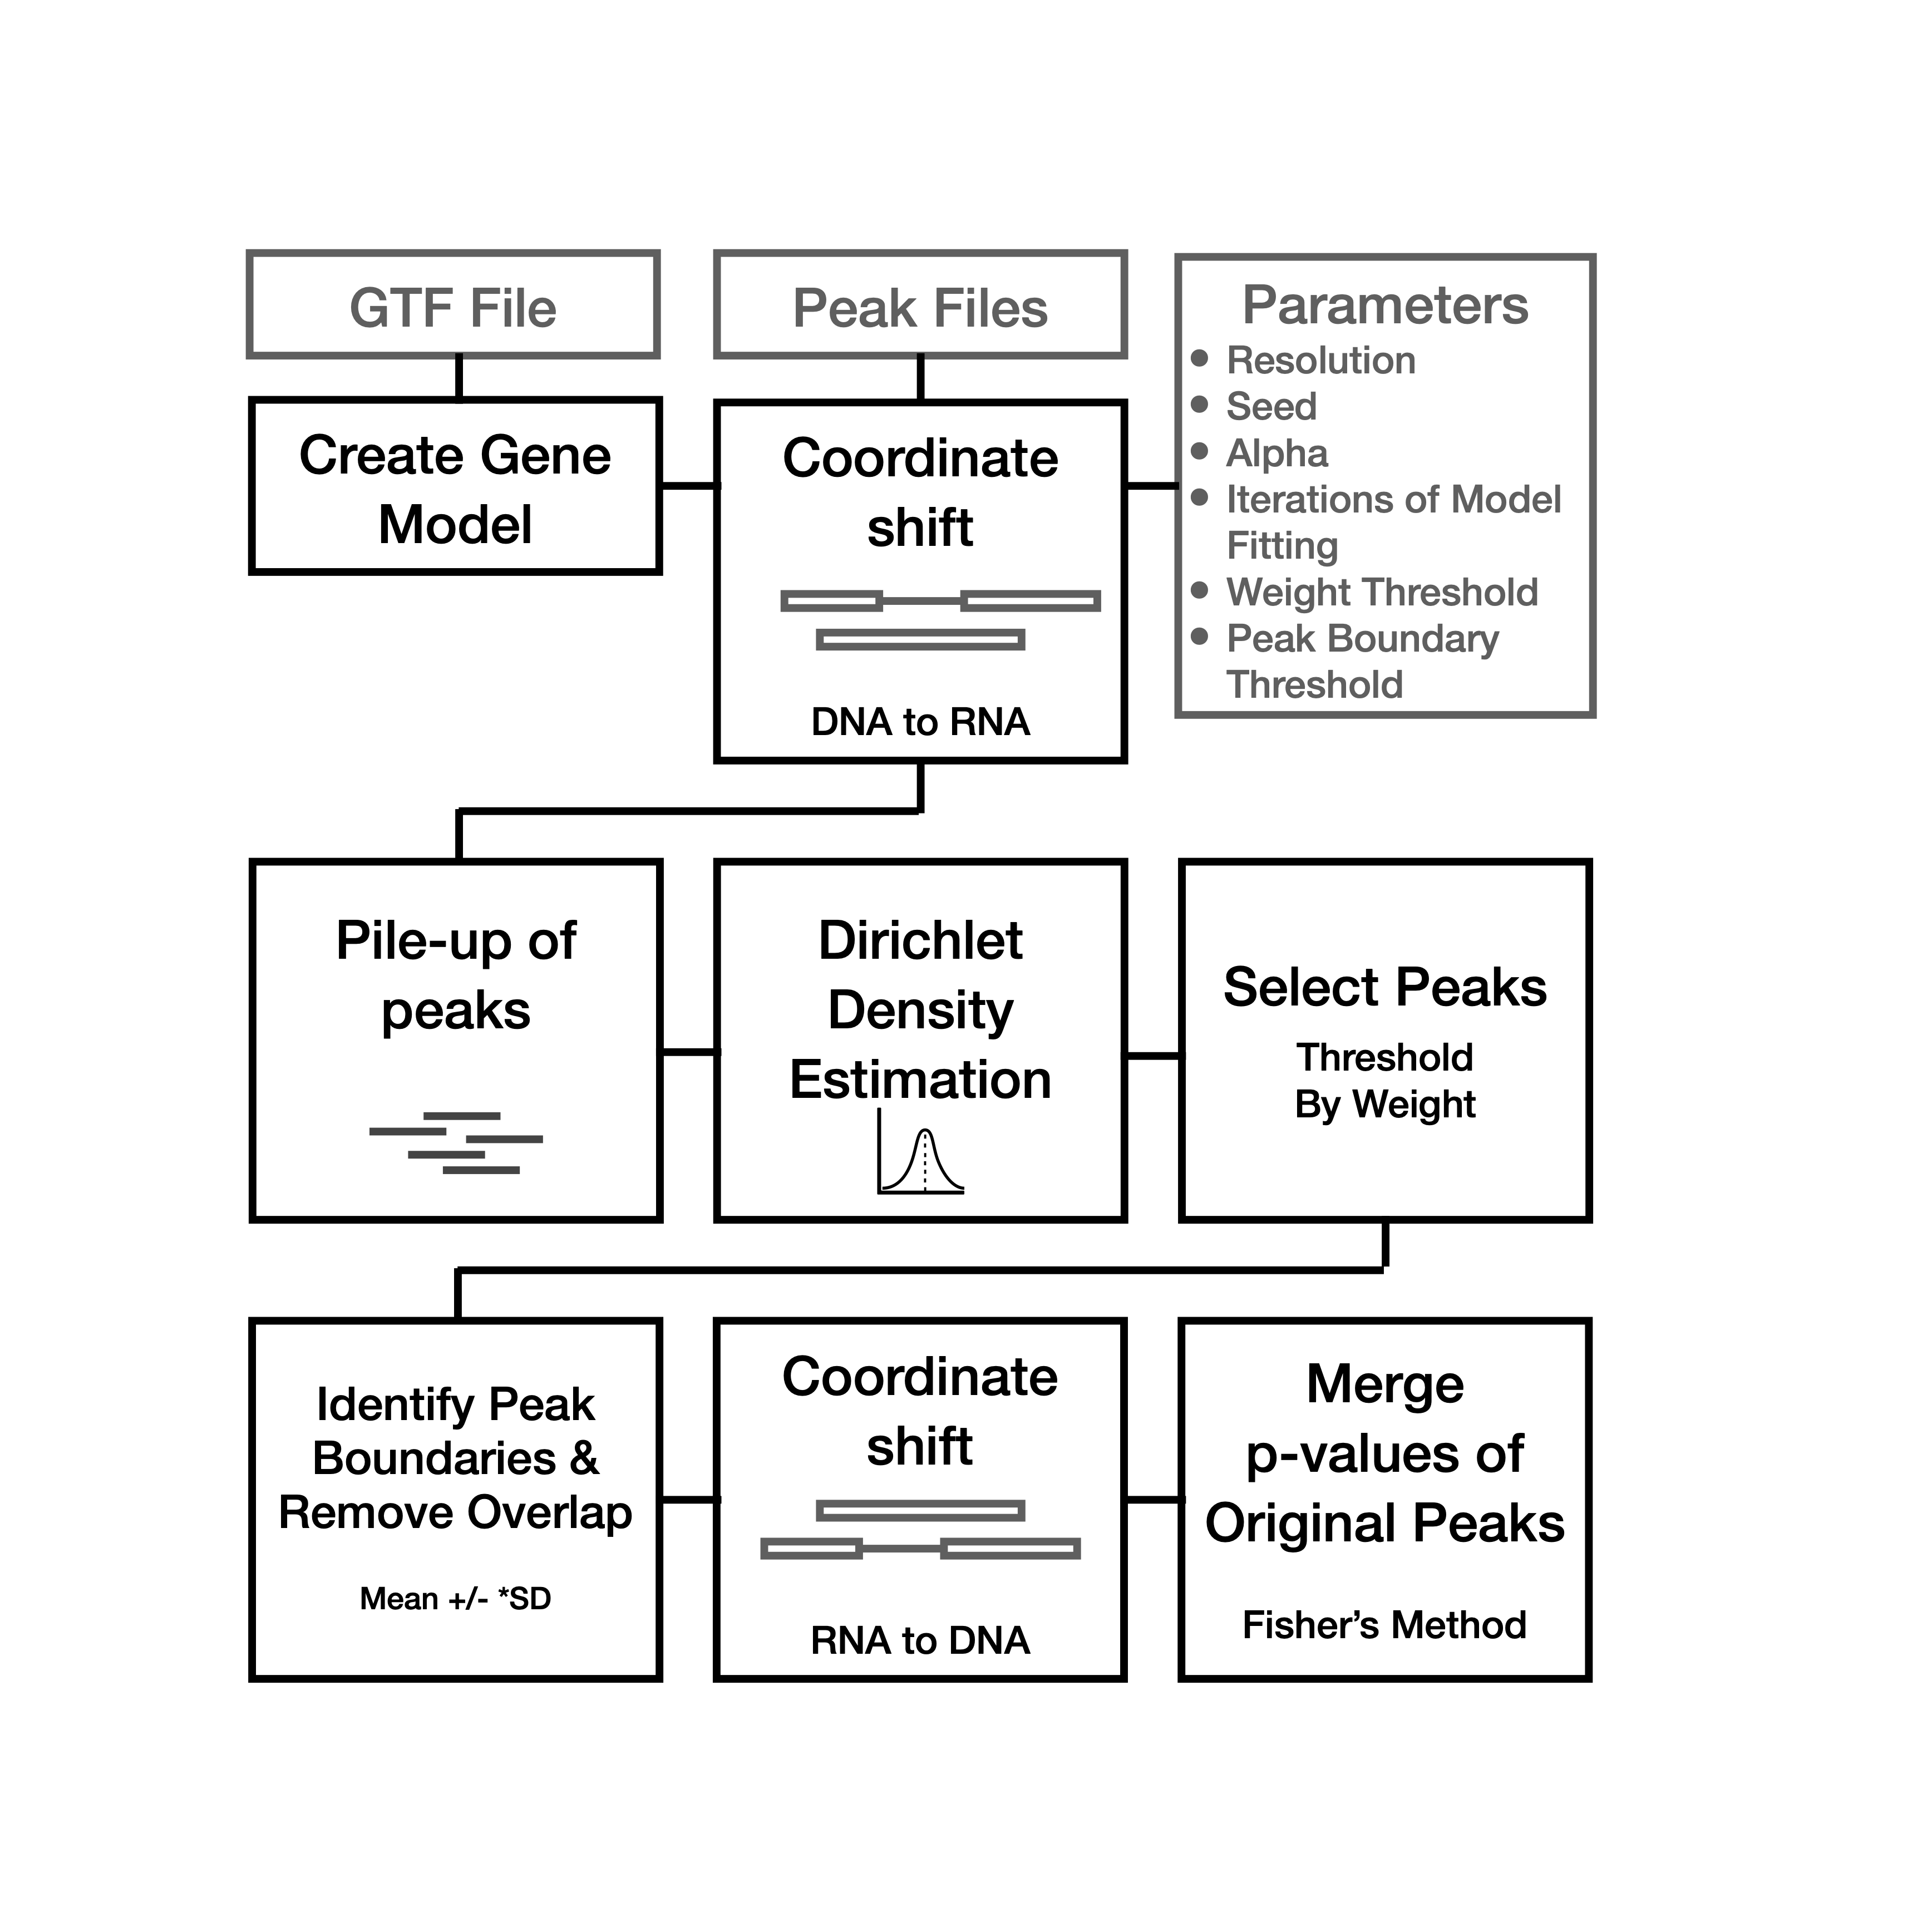 GTF File
Peak Files
Parameters
● Resolution
● Seed
● Alpha
● Iterations of Model
Fitting
● Weight Threshold
● Peak Boundary
Threshold
Create Gene
Model
Coordinate
shift
DNA to RNA
Pile-up of
peaks
Dirichlet
Density
Estimation
Select Peaks
Threshold
By Weight
Identify Peak
Boundaries &
Remove Overlap
Mean +/- *SD
Coordinate
shift
RNA to DNA
Merge
p-values of
Original Peaks
Fisher’s Method